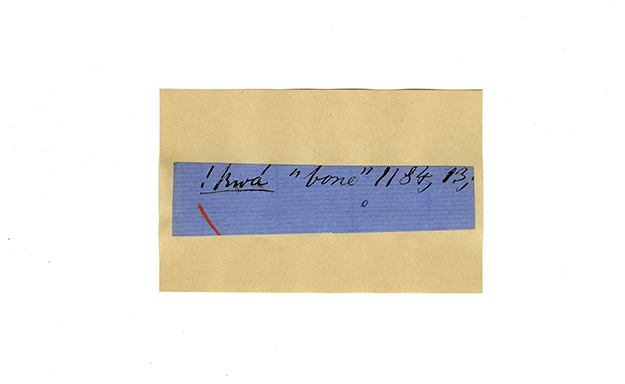 !kwá "bone" 1184, 13,